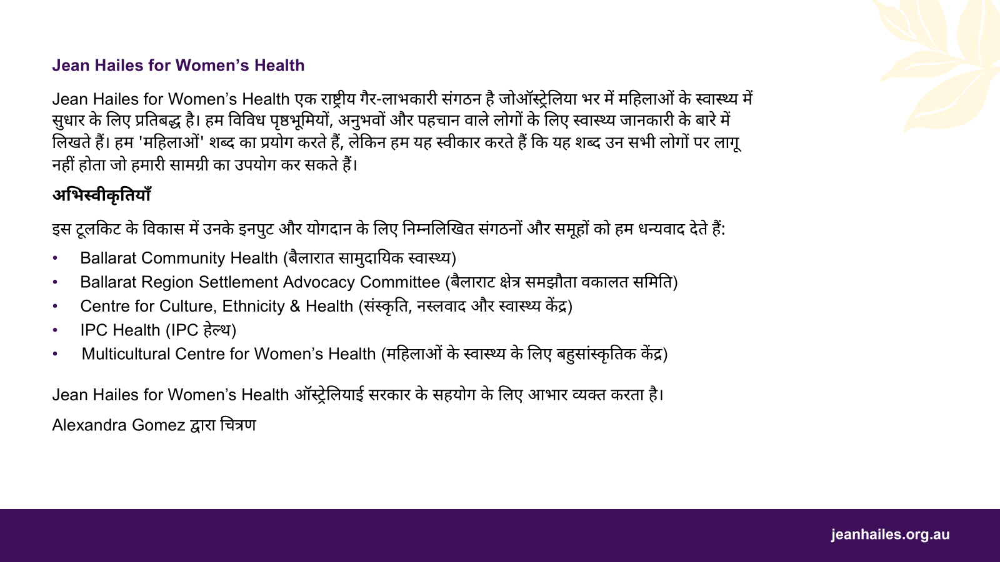 Jean Hailes for Women’s Health
Jean Hailes for Women’s Health एक राष्ट्रीय गैर-लाभकारी संगठन है जोऑस्ट्रेलिया भर में महिलाओं के स्वास्थ्य में
सुधार के लिए प्रतिबद्ध है। हम विविध पृष्ठभूमियों, अनुभवों और पहचान वाले लोगों के लिए स्वास्थ्य जानकारी के बारे में
लिखते हैं। हम 'महिलाओं' शब्द का प्रयोग करते हैं, लेकिन हम यह स्वीकार करते हैं कि यह शब्द उन सभी लोगों पर लागू
नहीं होता जो हमारी सामग्री का उपयोग कर सकते हैं।
अभिस्वीकृतियाँ
इस टूलकिट के विकास में उनके इनपुट और योगदान के लिए निम्नलिखित संगठनों और समूहों को हम धन्यवाद देते हैं:
• Ballarat Community Health (बैलारात सामुदायिक स्वास्थ्य)
• Ballarat Region Settlement Advocacy Committee (बैलाराट क्षेत्र समझौता वकालत समिति)
• Centre for Culture, Ethnicity & Health (संस्कृति, नस्लवाद और स्वास्थ्य केंद्र)
• IPC Health (IPC हेल्थ)
• Multicultural Centre for Women’s Health (महिलाओं के स्वास्थ्य के लिए बहुसांस्कृतिक केंद्र)
Jean Hailes for Women’s Health ऑस्ट्रेलियाई सरकार के सहयोग के लिए आभार व्यक्त करता है।
Alexandra Gomez द्वारा चित्रण
jeanhailes.org.au